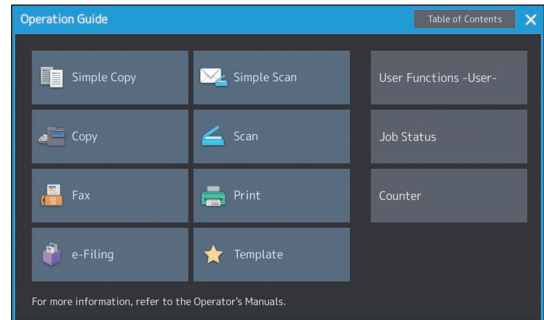 Operation Guide
Table of Contents
Simple Copy
Simple Scan
User Functions -User-
Copy
Scan
Job Status
Fax
Print
Counter
e-Filing
Template
For more information, refer to the Operator's Manuals.